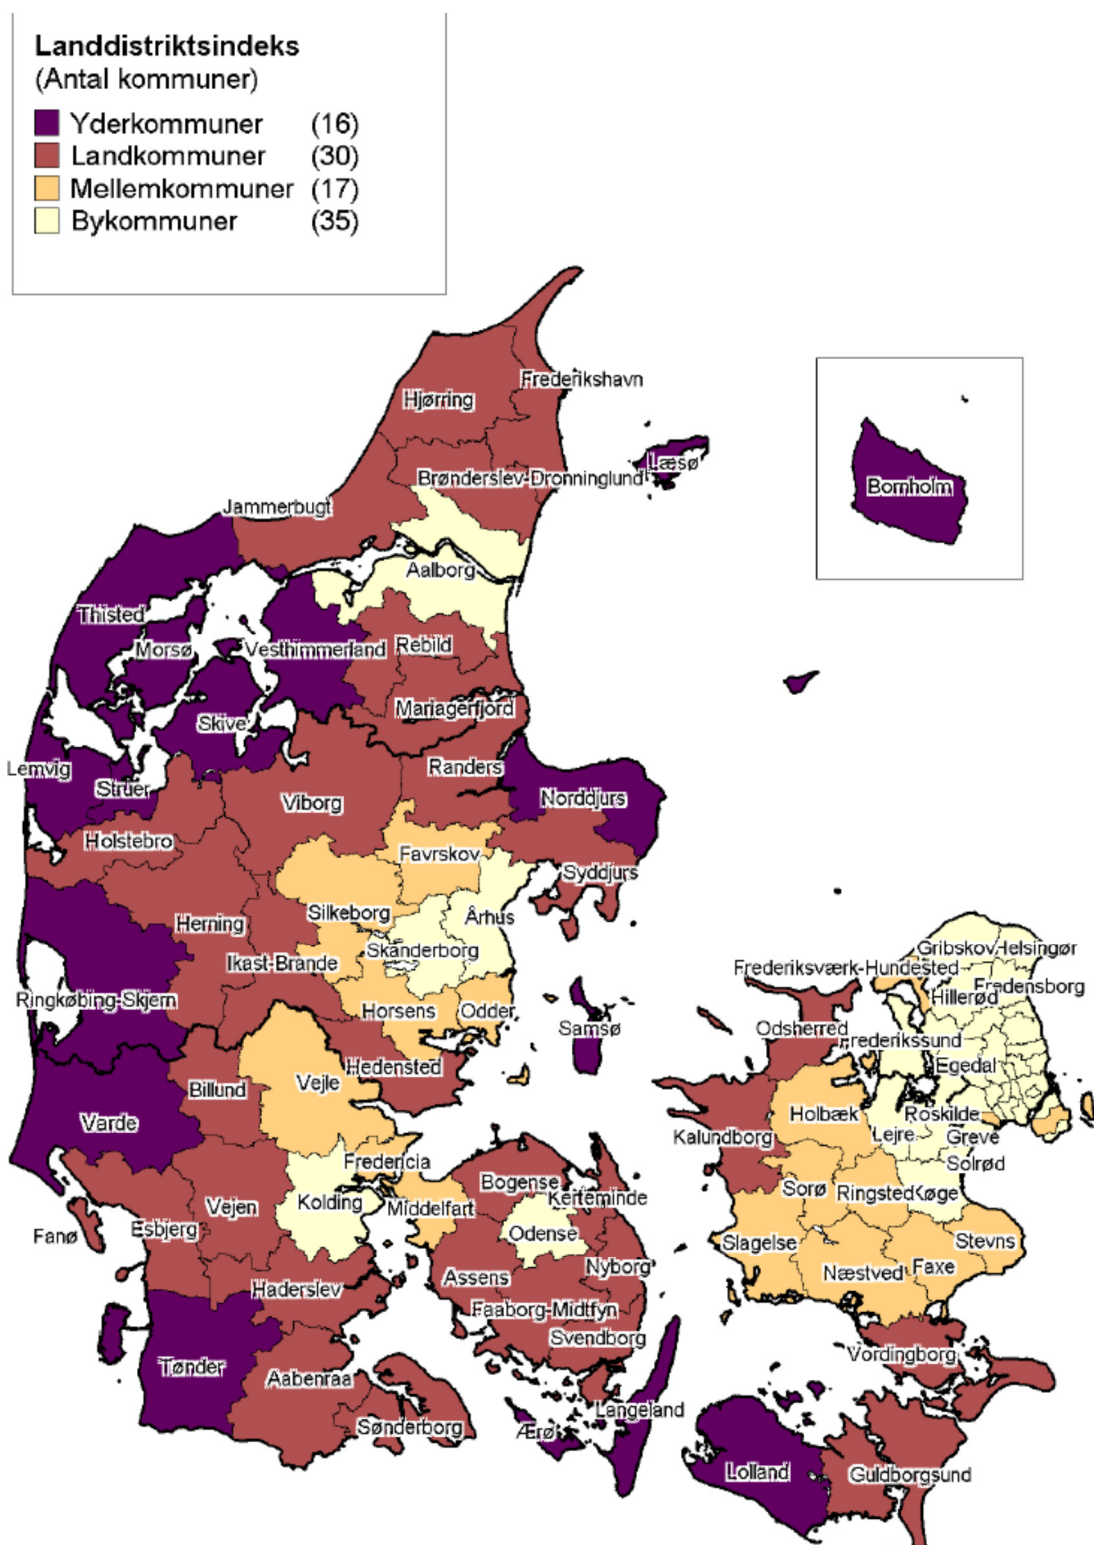 Landdistriktsindeks
(Antal kommuner)
Yderkommuner (16)
Landkommuner (30)
Mellemkommuner (17)
Bykommuner (35)
Frederikshavn
Hjørring
Læsø
Brønderslev-Dronninglund
Bornholm
Jammerbugt
Aalborg
Thisted
Morsø
Vesthimmerland
Rebild
Mariagerfjord
Skive
Lemvig
Randers
Struer
Viborg
Norddjurs
Holstebro
Favrskov
Syddjurs
Silkeborg
Århus
Herning
Skanderborg
Gribskov
Helsingør
Ikast-Brande
Frederiksværk-Hundested
Fredensborg
Ringkøbing-Skjern
Hillerød
Horsens
Odder
Samsø
Odsherred
Frederikssund
Hedensted
Egedal
Billund
Vejle
Varde
Holbæk
Roskilde
Kalundborg
Lejre
Greve
Fredericia
Solrød
Bogense
Sorø
Ringsted
Køge
Kerteminde
Vejen
Kolding
Middelfart
Fanø
Esbjerg
Odense
Slagelse
Stevns
Nyborg
Næstved
Faxe
Assens
Haderslev
Faaborg-Midtfyn
Svendborg
Vordingborg
Tønder
Aabenraa
Langeland
Sønderborg
Ærø
Lolland
Guldborgsund